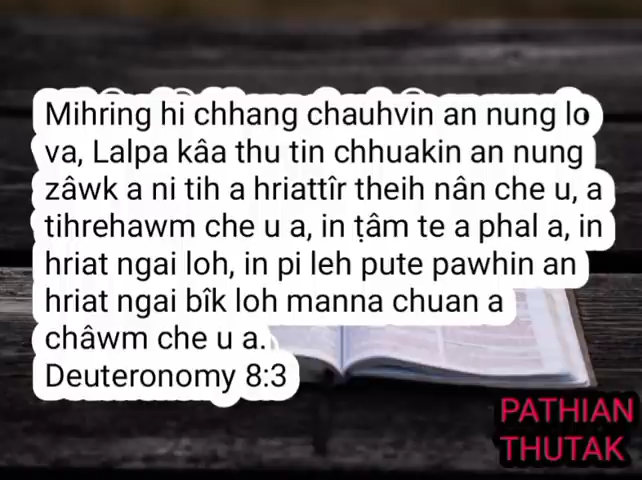 Mihring hi chhang chauhvin an nung lo
va, Lalpa kâa thu tin chhuakin an nung
zâwk a ni tih a hriattîr theih nân che u, a
tihrehawm che u a, in ṭâm te a phal a, in
hriat ngai loh, in pi leh pute pawhin an
hriat ngai bîk loh manna chuan a
châwm che u a.
Deuteronomy 8:3
PATHIAN
THUTAK